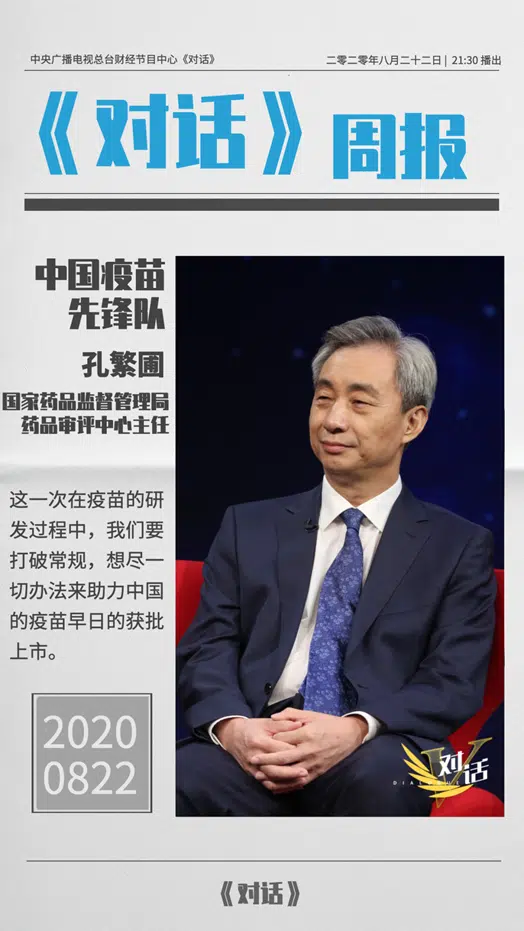 中央广播电视总台财经节目中心《对话》
二零二零年八月二十二日| 21:30 播出
《对话》周报
中国疫苗
先锋队
孔繁圃
国家药品监督管理局
药品审评中心主任
这一次在疫苗的研
发过程中，我们要
打破常规，想尽一
切办法来助力中国
的疫苗早日的获批
上市。
2020
0822
对话
DIALOGUE
《对话》